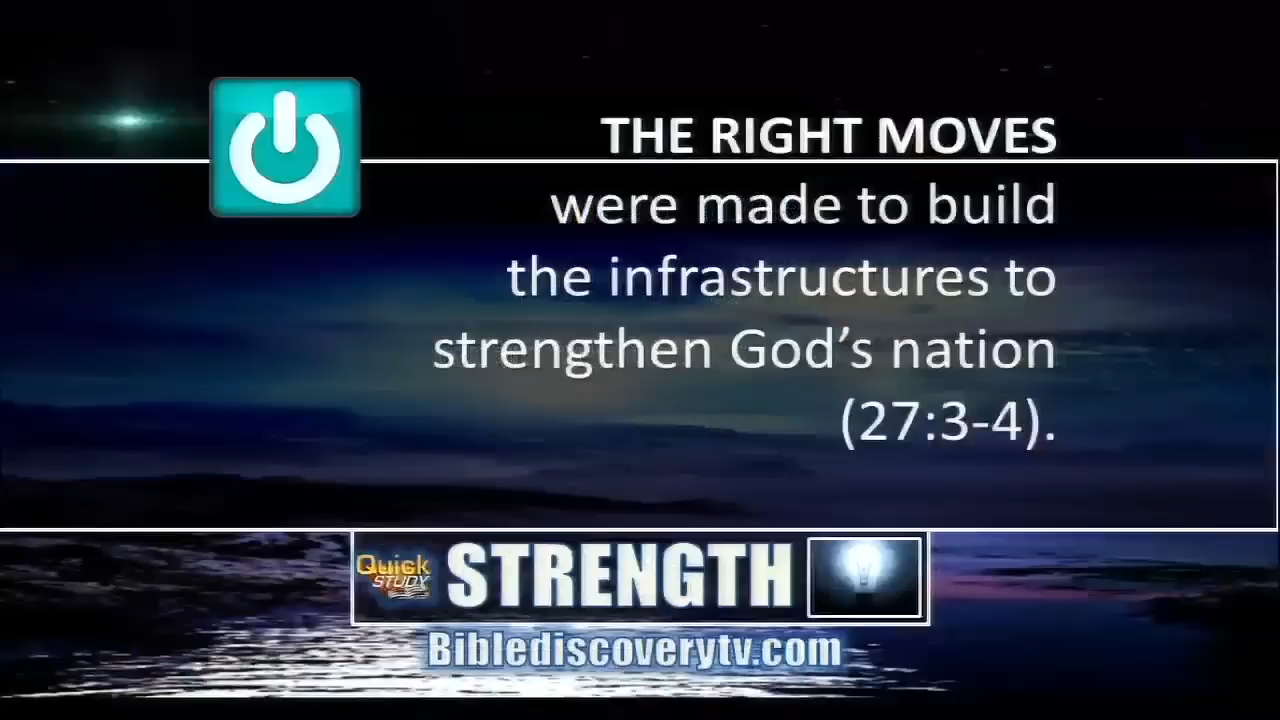 THE RIGHT MOVES
were made to build
the infrastructures to
strengthen God’s nation
(27:3-4).
Quick
STUDY
STRENGTH
Biblediscoverytv.com